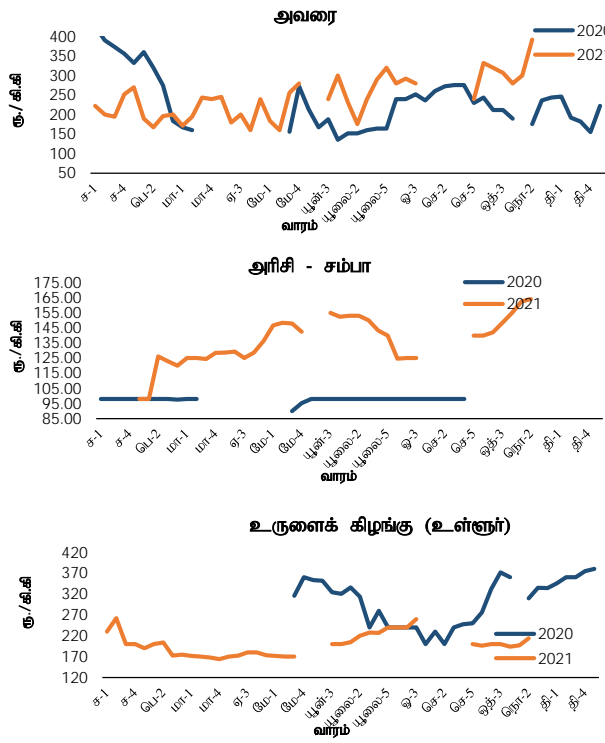 அவரை
ரூ./கி.கி
400
350
300
250
200
150
100
50
2020
2021
ச-1
ச-4
பெ-2
மா-1
மா-4
ஏ-3
மே-1
மே-4
யூன்-3
யூலை-2
யூலை-5
ஓ-3
செ-2
செ-5
ஒத்-3
நொ-2
தி-1
தி-4
வாரம்
அரிசி - சம்பா
ரூ./கி.கி
175.00
165.00
155.00
145.00
135.00
125.00
115.00
105.00
95.00
85.00
2020
2021
ச-1
ச-4
பெ-2
மா-1
மா-4
ஏ-3
மே-1
மே-4
யூன்-3
யூலை-2
யூலை-5
ஓ-3
செ-2
செ-5
ஒத்-3
நொ-2
தி-1
தி-4
வாரம்
உருளைக் கிழங்கு (உள்ளூர்)
ரூ./கி.கி
420
370
320
270
220
170
120
2020
2021
ச-1
ச-4
பெ-2
மா-1
மா-4
ஏ-3
மே-1
மே-4
யூன்-3
யூலை-2
யூலை-5
ஓ-3
செ-2
செ-5
ஒத்-3
நொ-2
தி-1
தி-4
வாரம்